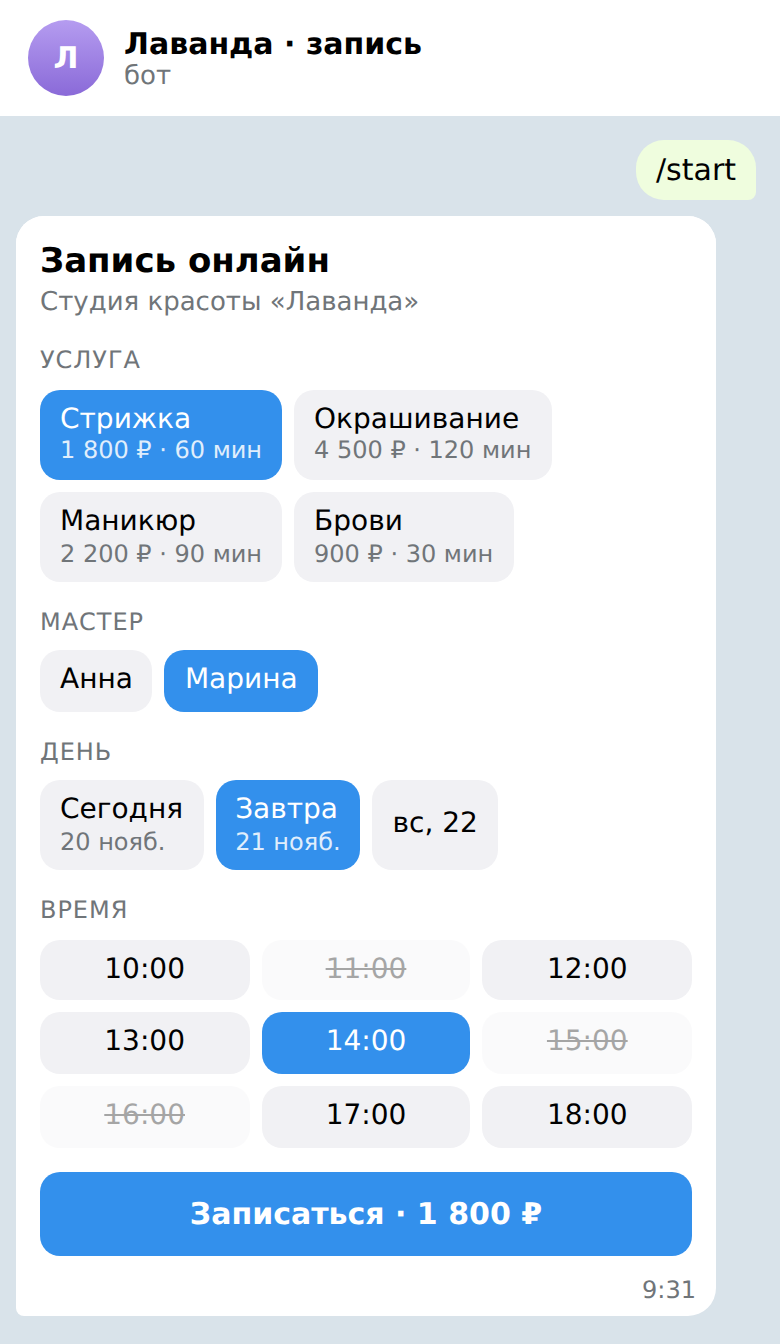 Л
Лаванда · запись
бот
/start
Запись онлайн
Студия красоты «Лаванда»
УСЛУГА
Стрижка
1 800 ₽ · 60 мин
Окрашивание
4 500 ₽ · 120 мин
Маникюр
2 200 ₽ · 90 мин
Брови
900 ₽ · 30 мин
МАСТЕР
Анна
Марина
ДЕНЬ
Сегодня
20 нояб.
Завтра
21 нояб.
вс, 22
ВРЕМЯ
10:00
11:00
12:00
13:00
14:00
15:00
16:00
17:00
18:00
Записаться · 1 800 ₽
9:31